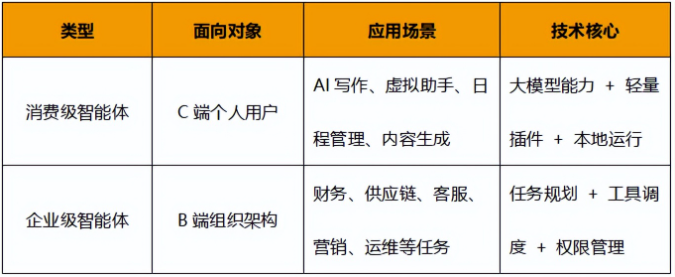 类型 面向对象 应用场景 技术核心
消费级智能体 C 端个人用户 AI 写作、虚拟助手、日 大模型能力 + 轻量
程管理、内容生成 插件 + 本地运行
企业级智能体 B 端组织架构 财务、供应链、客服、 任务规划 + 工具调
营销、运维等任务 度 + 权限管理